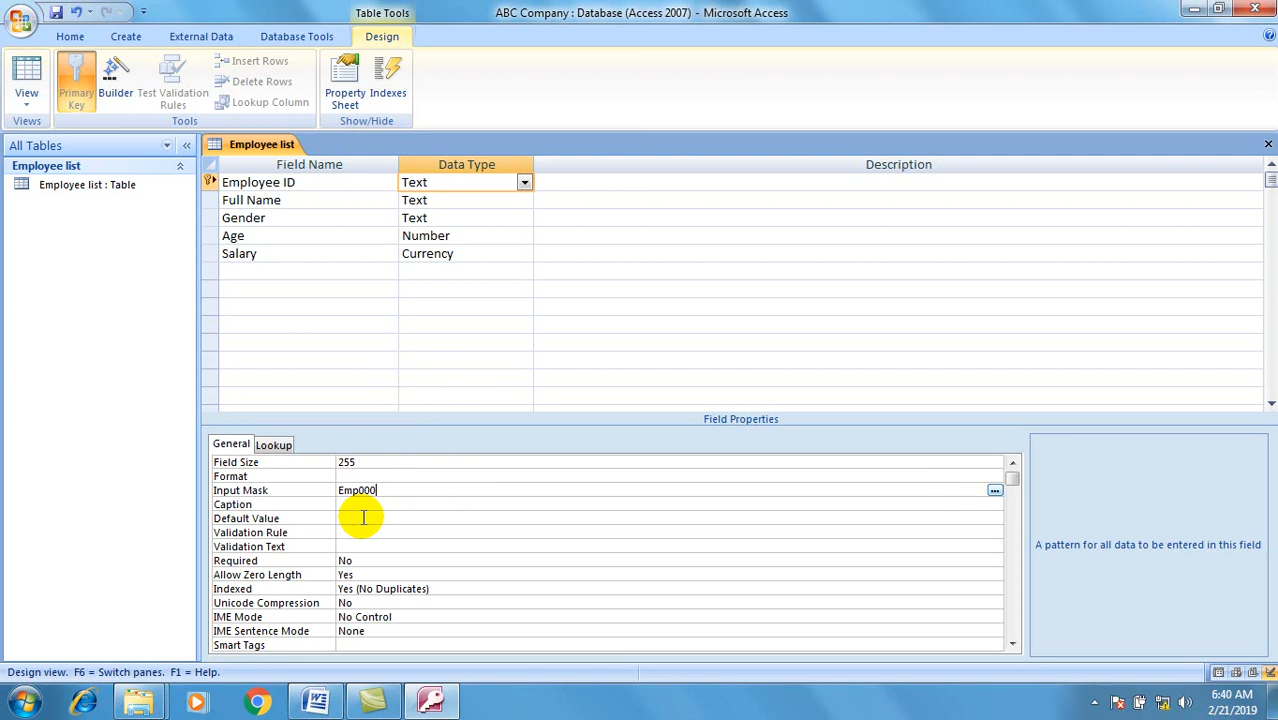 Table Tools
ABC Company : Database (Access 2007) - Microsoft Access
Home
Create
External Data
Database Tools
Design
View
Primary Key
Builder
Test Validation Rules
Insert Rows
Delete Rows
Lookup Column
Property Sheet
Indexes
Views
Tools
Show/Hide
All Tables
Employee list
Employee list : Table
Employee list
Field Name Data Type Description
Employee ID Text
Full Name Text
Gender Text
Age Number
Salary Currency
Field Properties
General Lookup
Field Size 255
Format
Input Mask Emp000
Caption
Default Value
Validation Rule
Validation Text
Required No
Allow Zero Length Yes
Indexed Yes (No Duplicates)
Unicode Compression No
IME Mode No Control
IME Sentence Mode None
Smart Tags
A pattern for all data to be entered in this field
Design view. F6 = Switch panes. F1 = Help.
6:40 AM
2/21/2019